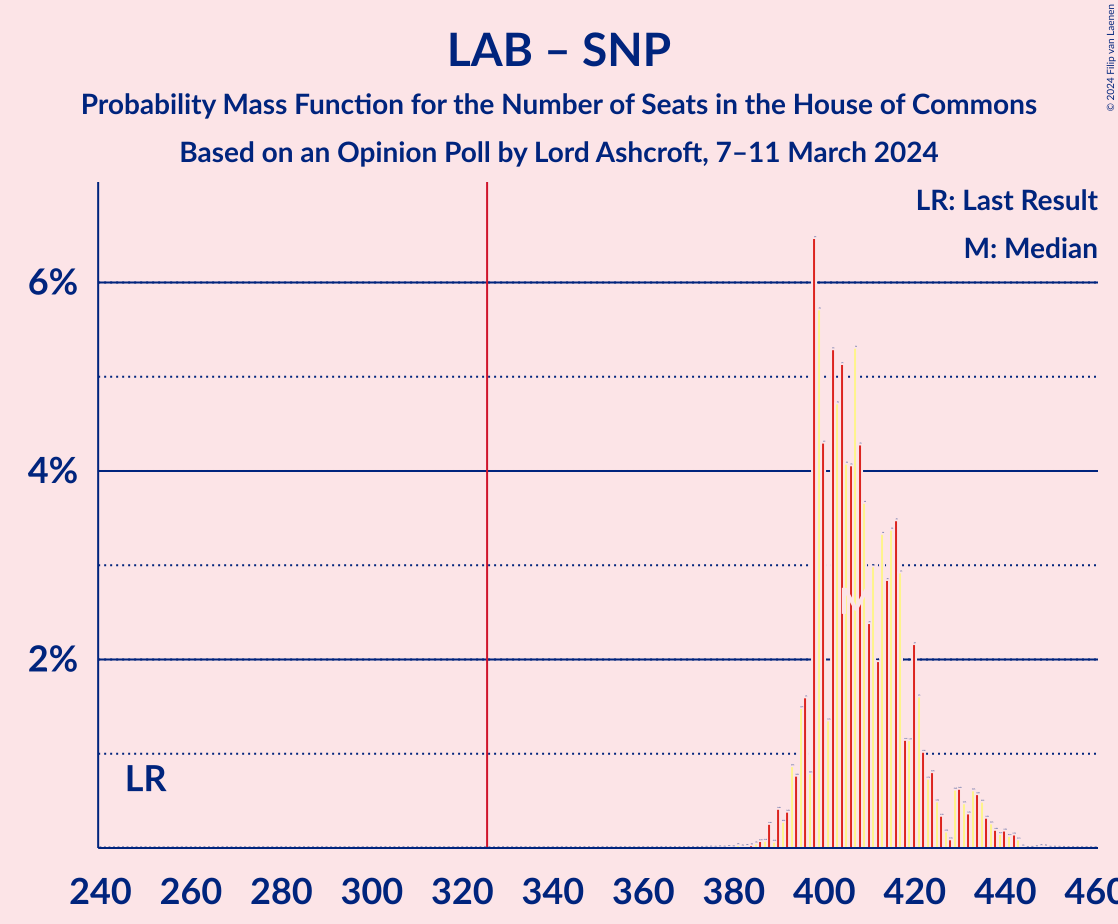 LAB – SNP
Probability Mass Function for the Number of Seats in the House of Commons
Based on an Opinion Poll by Lord Ashcroft, 7–11 March 2024
© 2024 Filip van Laenen
LR: Last Result
M: Median
6%
4%
2%
LR
M
240 260 280 300 320 340 360 380 400 420 440 460